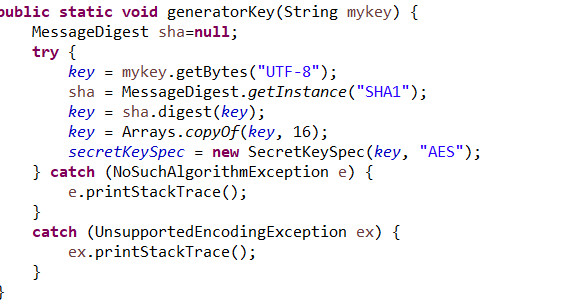 public static void generatorKey(String mykey) {
MessageDigest sha=null;
try {
key = mykey.getBytes("UTF-8");
sha = MessageDigest.getInstance("SHA1");
key = sha.digest(key);
key = Arrays.copyOf(key, 16);
secretKeySpec = new SecretKeySpec(key, "AES");
} catch (NoSuchAlgorithmException e) {
e.printStackTrace();
}
catch (UnsupportedEncodingException ex) {
ex.printStackTrace();
}
}